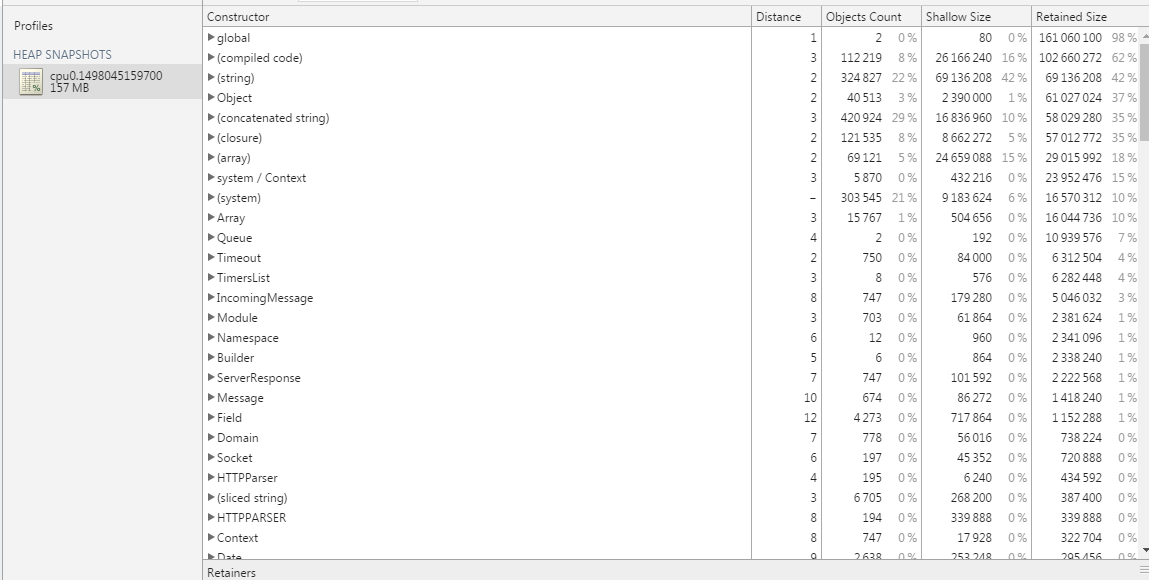 Profiles
HEAP SNAPSHOTS
cpu0.1498045159700
157 MB
Constructor Distance Objects Count Shallow Size Retained Size
global 1 2 0 % 80 0 % 161 060 100 98 %
(compiled code) 3 112 219 8 % 26 166 240 16 % 102 660 272 62 %
(string) 2 324 827 22 % 69 136 208 42 % 69 136 208 42 %
Object 2 40 513 3 % 2 390 000 1 % 61 027 024 37 %
(concatenated string) 3 420 924 29 % 16 836 960 10 % 58 029 280 35 %
(closure) 2 121 535 8 % 8 662 272 5 % 57 012 772 35 %
(array) 2 69 121 5 % 24 659 088 15 % 29 015 992 18 %
system / Context 3 5 870 0 % 432 216 0 % 23 952 476 15 %
(system) – 303 545 21 % 9 183 624 6 % 16 570 312 10 %
Array 3 15 767 1 % 504 656 0 % 16 044 736 10 %
Queue 4 2 0 % 192 0 % 10 939 576 7 %
Timeout 2 750 0 % 84 000 0 % 6 312 504 4 %
TimersList 3 8 0 % 576 0 % 6 282 448 4 %
IncomingMessage 8 747 0 % 179 280 0 % 5 046 032 3 %
Module 3 703 0 % 61 864 0 % 2 381 624 1 %
Namespace 6 12 0 % 960 0 % 2 341 096 1 %
Builder 5 6 0 % 864 0 % 2 338 240 1 %
ServerResponse 7 747 0 % 101 592 0 % 2 222 568 1 %
Message 10 674 0 % 86 272 0 % 1 418 240 1 %
Field 12 4 273 0 % 717 864 0 % 1 152 288 1 %
Domain 7 778 0 % 56 016 0 % 738 224 0 %
Socket 6 197 0 % 45 352 0 % 720 888 0 %
HTTPParser 4 195 0 % 6 240 0 % 434 592 0 %
(sliced string) 3 6 705 0 % 268 200 0 % 387 400 0 %
HTTPPARSER 8 194 0 % 339 888 0 % 339 888 0 %
Context 8 747 0 % 17 928 0 % 322 704 0 %
Date 9 2 638 0 % 253 248 0 % 295 456 0 %
Retainers